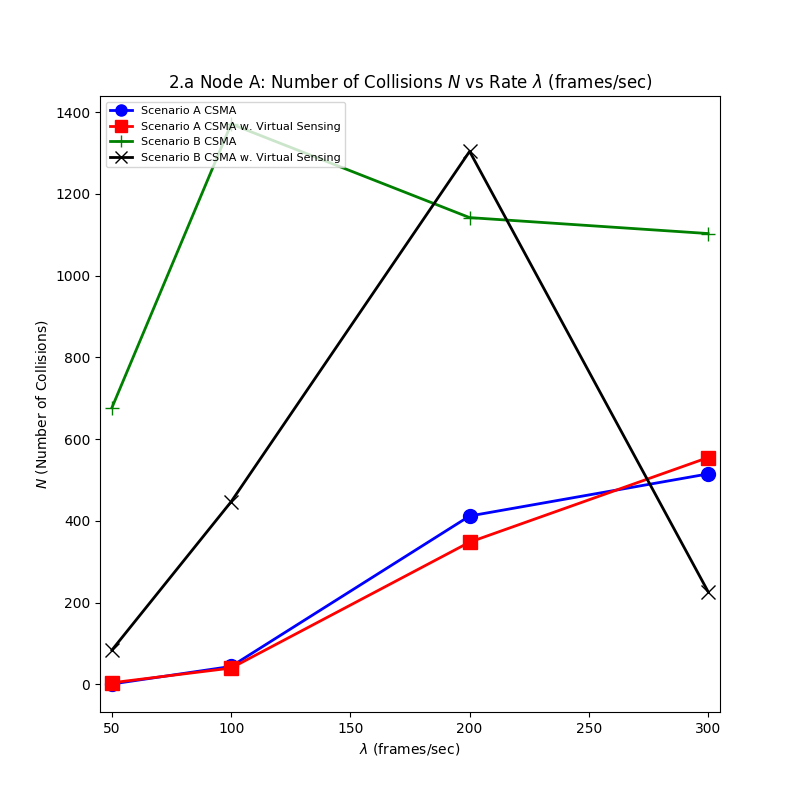 2.a Node A: Number of Collisions N vs Rate λ (frames/sec)
Scenario A CSMA
Scenario A CSMA w. Virtual Sensing
Scenario B CSMA
Scenario B CSMA w. Virtual Sensing
1400
1200
1000
800
600
400
200
0
N (Number of Collisions)
50 100 150 200 250 300
λ (frames/sec)